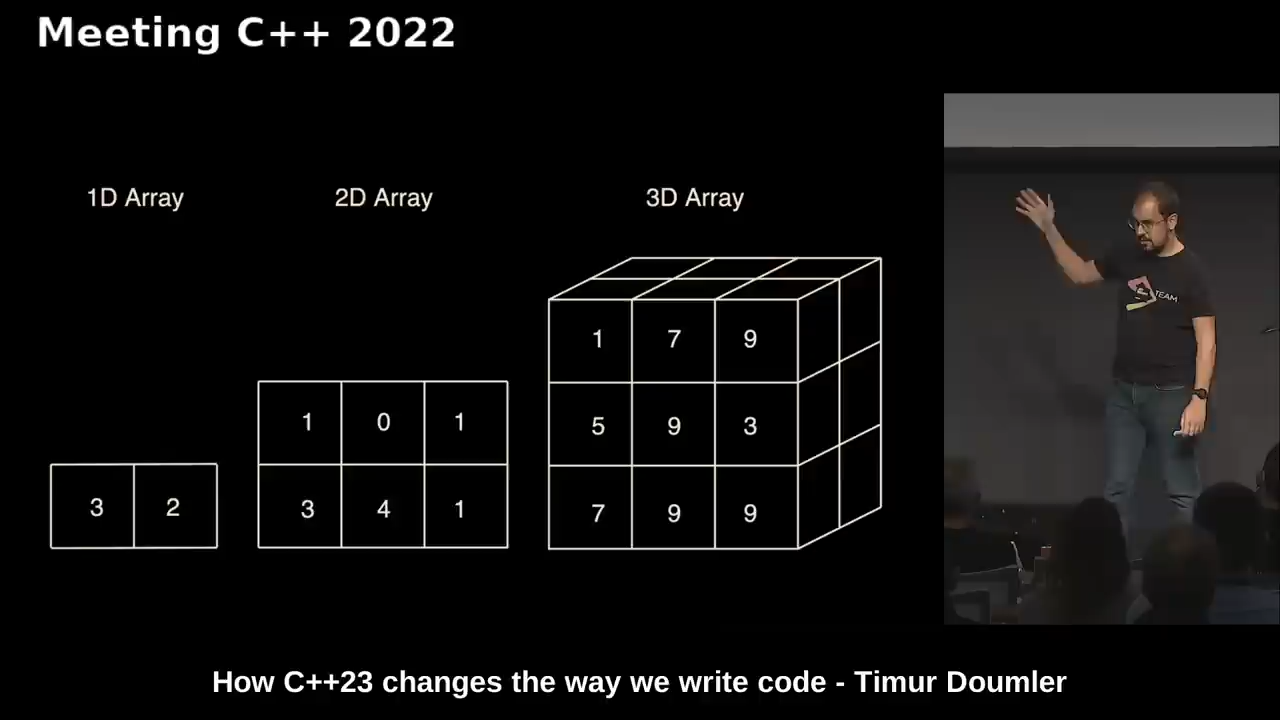 Meeting C++ 2022
1D Array
2D Array
3D Array
3 2
1 0 1
3 4 1
1 7 9
5 9 3
7 9 9
TEAM
How C++23 changes the way we write code - Timur Doumler